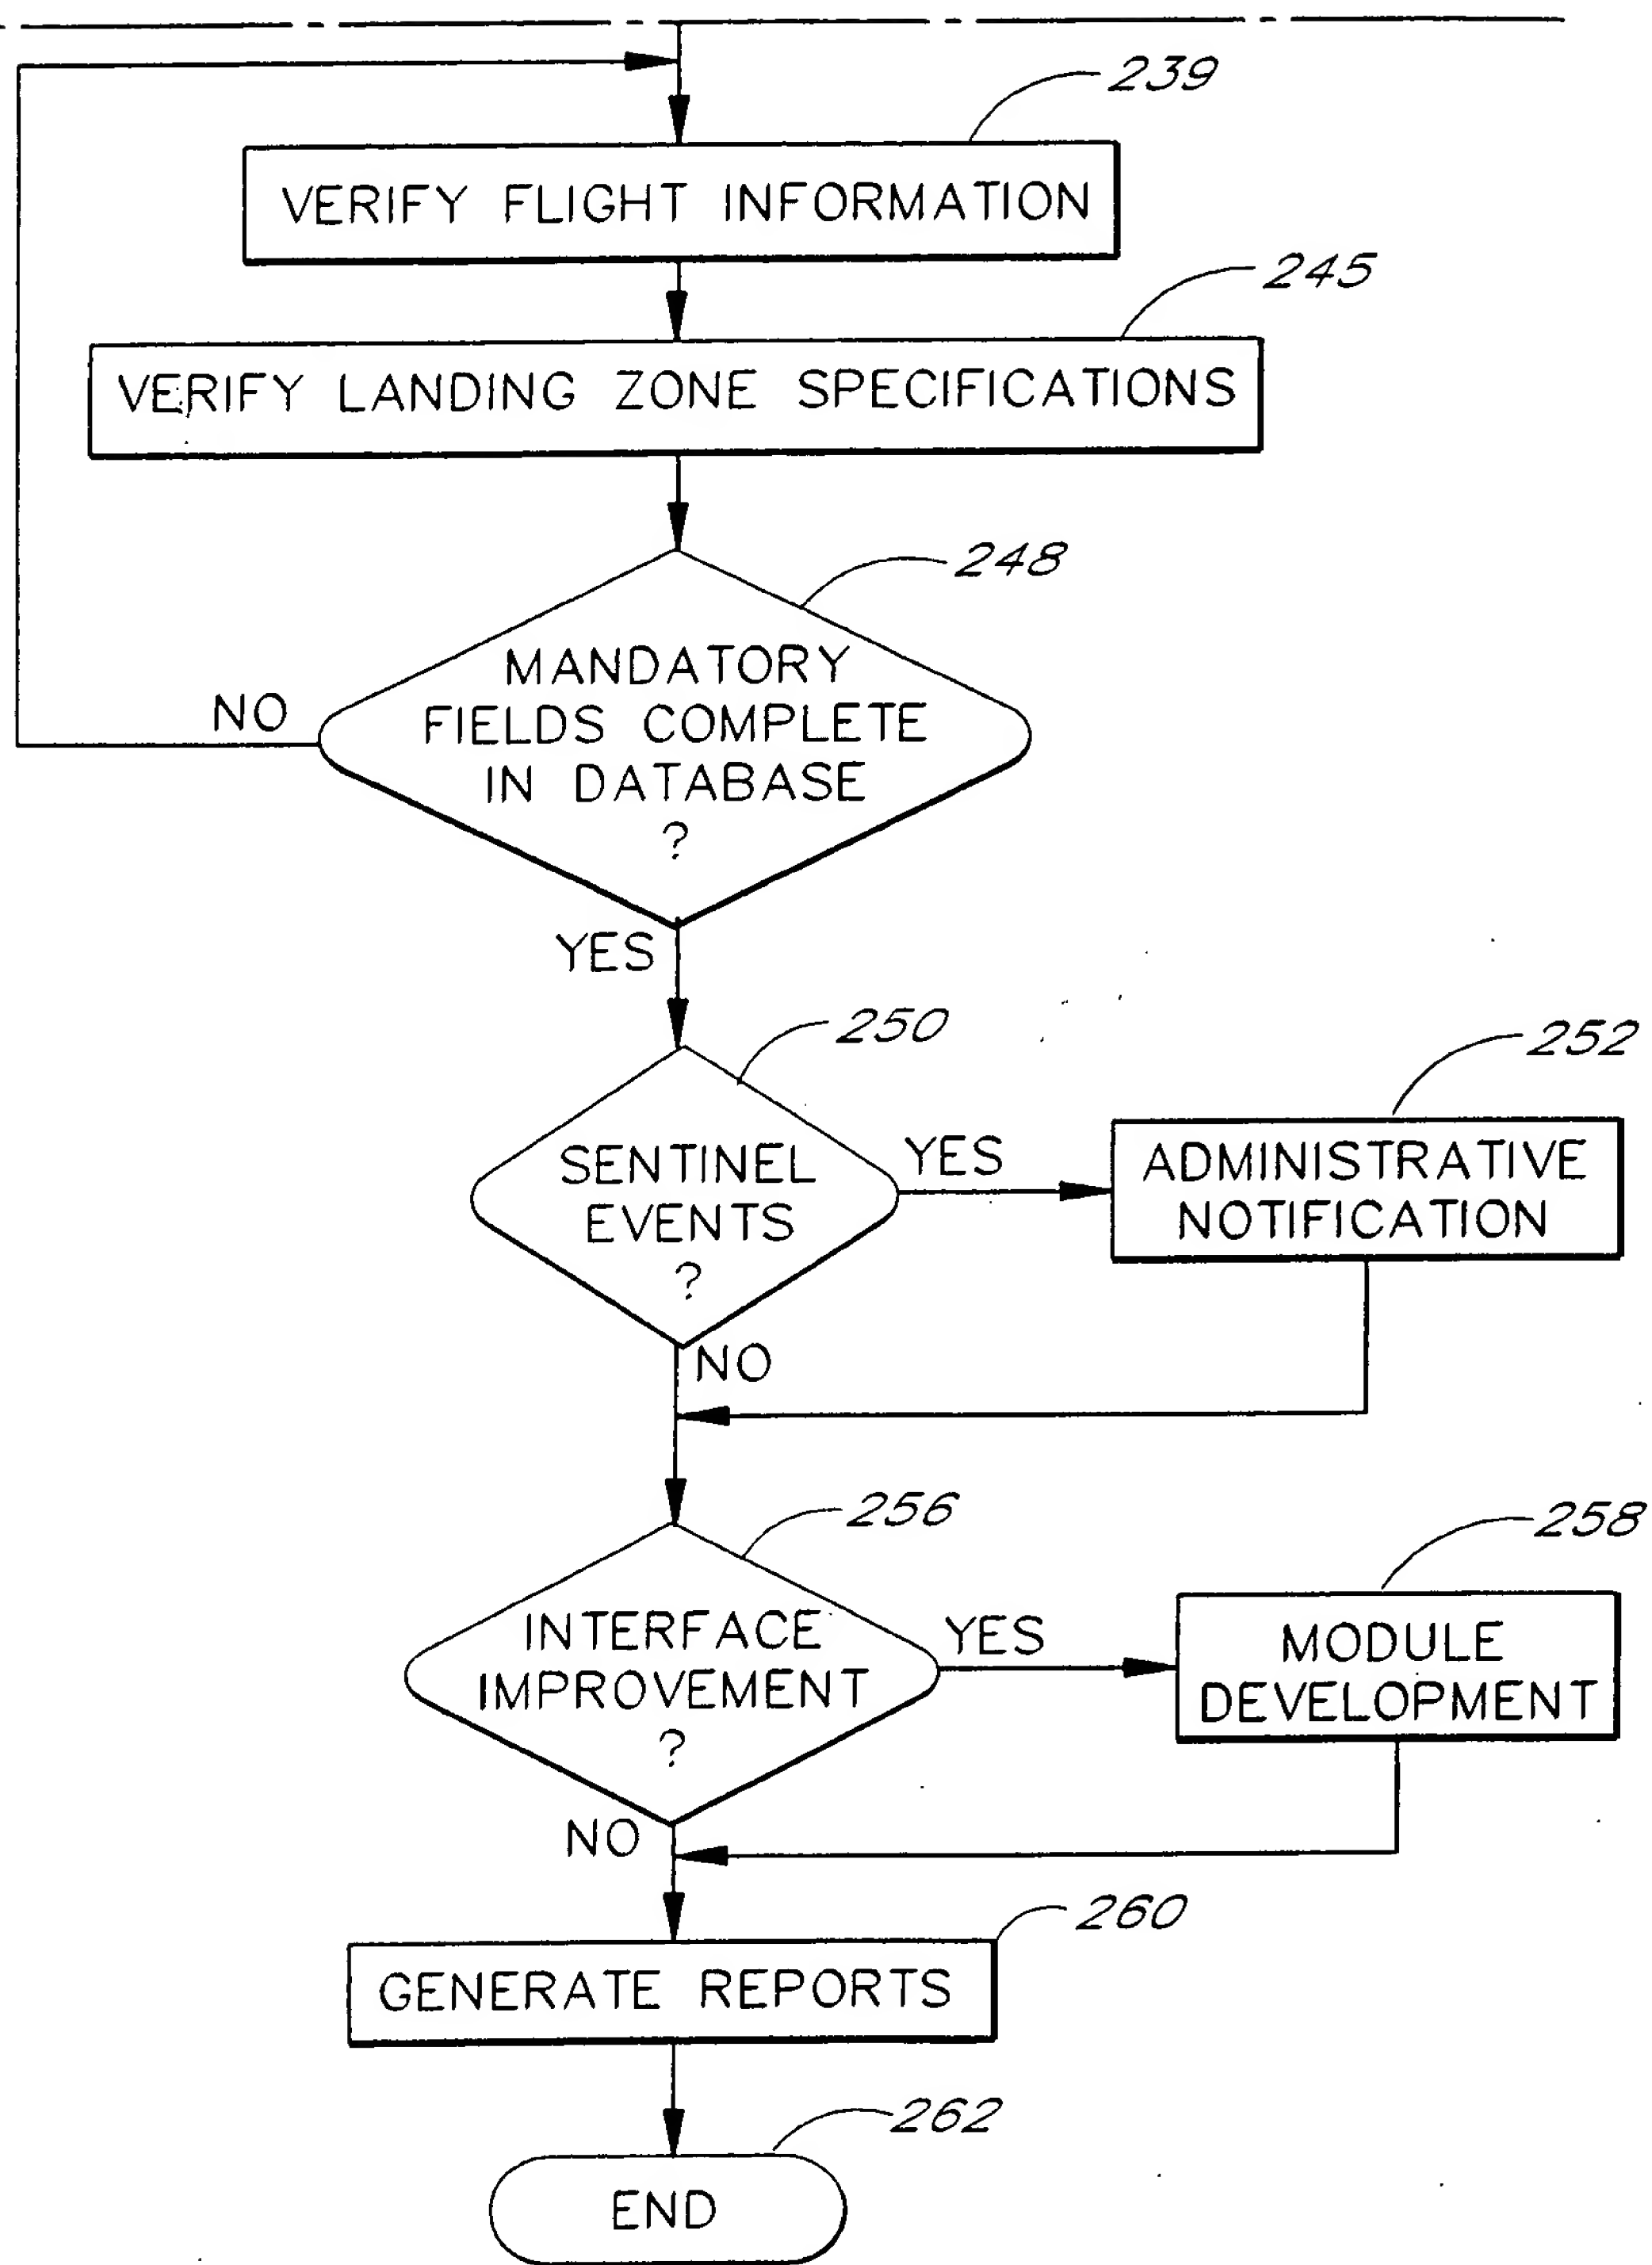 239
VERIFY FLIGHT INFORMATION
245
VERIFY LANDING ZONE SPECIFICATIONS
248
MANDATORY
FIELDS COMPLETE
IN DATABASE
?
NO
YES
250
SENTINEL
EVENTS
?
YES
252
ADMINISTRATIVE
NOTIFICATION
NO
256
INTERFACE
IMPROVEMENT
?
YES
258
MODULE
DEVELOPMENT
NO
260
GENERATE REPORTS
262
END